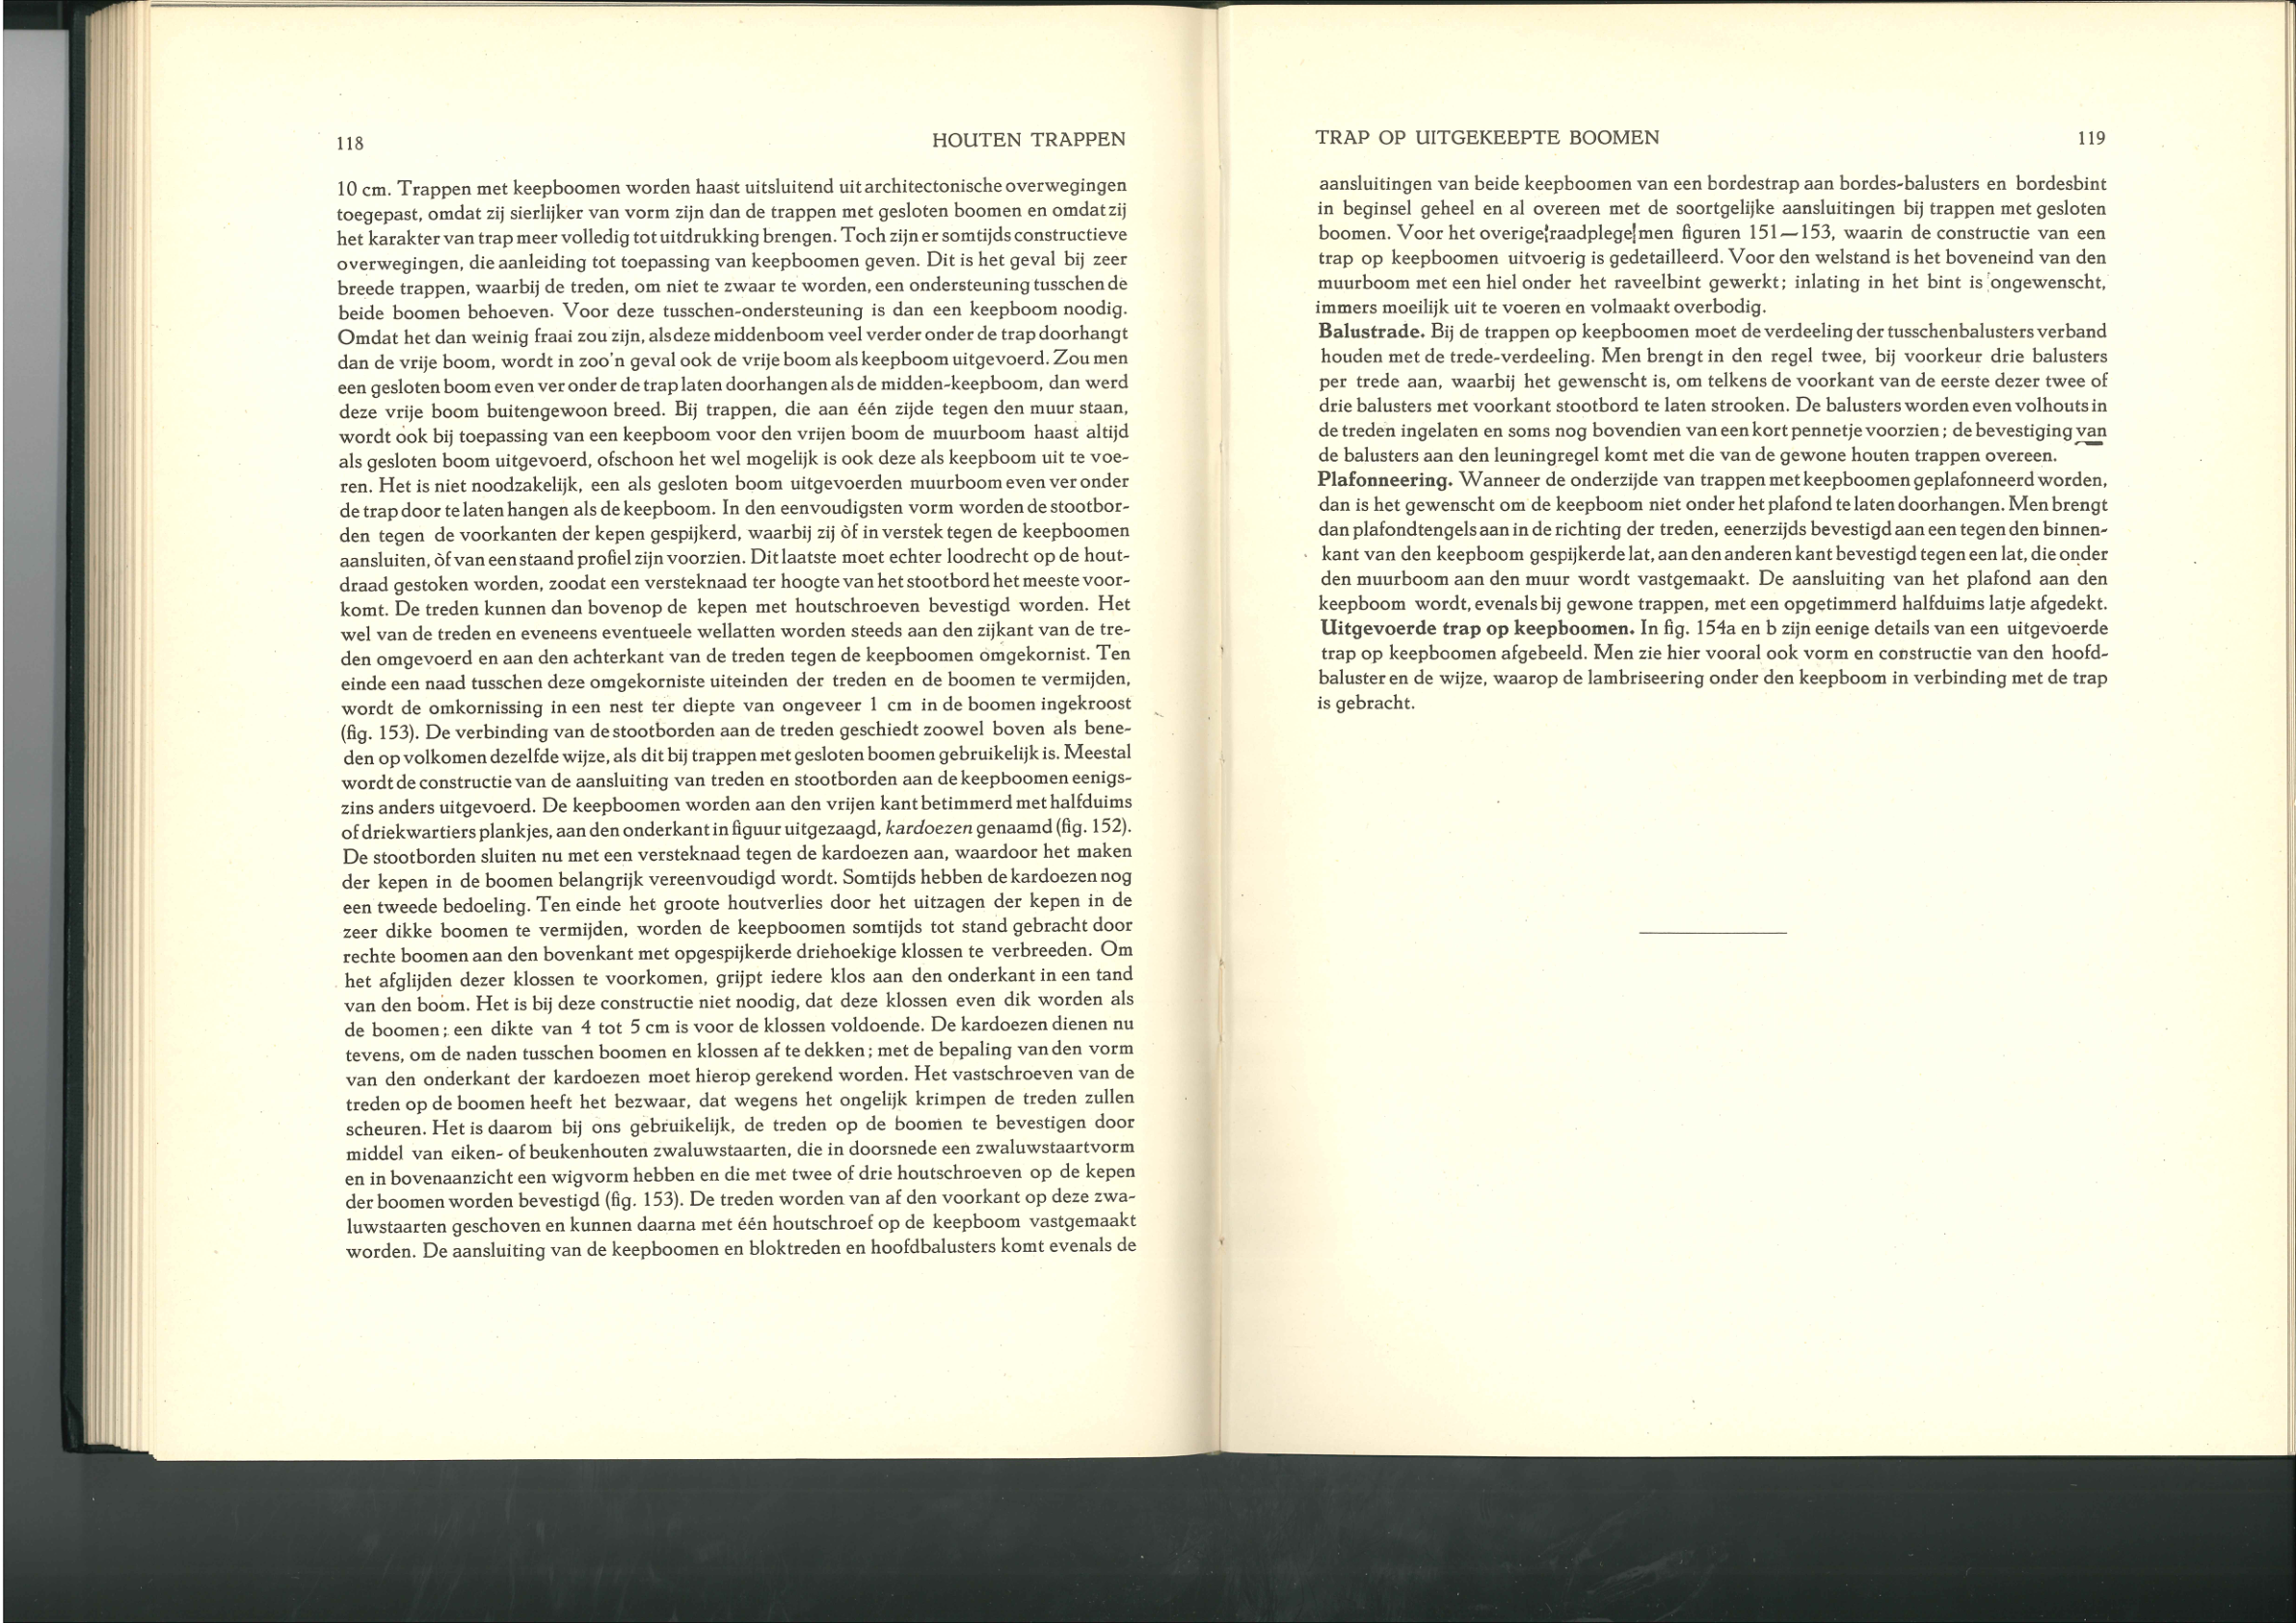 118 HOUTEN TRAPPEN
10 cm. Trappen met keepboomen worden haast uitsluitend uit architectonische overwegingen
toegepast, omdat zij sierlijker van vorm zijn dan de trappen met gesloten boomen en omdat zij
het karakter van trap meer volledig tot uitdrukking brengen. Toch zijn er somtijds constructieve
overwegingen, die aanleiding tot toepassing van keepboomen geven. Dit is het geval bij zeer
breede trappen, waarbij de treden, om niet te zwaar te worden, een ondersteuning tusschen de
beide boomen behoeven. Voor deze tusschen-ondersteuning is dan een keepboom noodig.
Omdat het dan weinig fraai zou zijn, als deze middenboom veel verder onder de trap doorhangt
dan de vrije boom, wordt in zoo'n geval ook de vrije boom als keepboom uitgevoerd. Zou men
een gesloten boom even ver onder de trap laten doorhangen als de midden-keepboom, dan werd
deze vrije boom buitengewoon breed. Bij trappen, die aan één zijde tegen den muur staan,
wordt ook bij toepassing van een keepboom voor den vrijen boom de muurboom haast altijd
als gesloten boom uitgevoerd, ofschoon het wel mogelijk is ook deze als keepboom uit te voe-
ren. Het is niet noodzakelijk, een als gesloten boom uitgevoerden muurboom even ver onder
de trap door te laten hangen als de keepboom. In den eenvoudigsten vorm worden de stootbor-
den tegen de voorkanten der kepen gespijkerd, waarbij zij òf in verstek tegen de keepboomen
aansluiten, òf van een staand profiel zijn voorzien. Dit laatste moet echter loodrecht op de hout-
draad gestoken worden, zoodat een versteknaad ter hoogte van het stootbord het meeste voor-
komt. De treden kunnen dan bovenop de kepen met houtschroeven bevestigd worden. Het
wel van de treden en eveneens eventueele wellatten worden steeds aan den zijkant van de tre-
den omgevoerd en aan den achterkant van de treden tegen de keepboomen omgekornist. Ten
einde een naad tusschen deze omgekorniste uiteinden der treden en de boomen te vermijden,
wordt de omkornissing in een nest ter diepte van ongeveer 1 cm in de boomen ingekroost
(fig. 153). De verbinding van de stootborden aan de treden geschiedt zoowel boven als bene-
den op volkomen dezelfde wijze, als dit bij trappen met gesloten boomen gebruikelijk is. Meestal
wordt de constructie van de aansluiting van treden en stootborden aan de keepboomen eenigs-
zins anders uitgevoerd. De keepboomen worden aan den vrijen kant betimmerd met halfduims
of driekwartiers plankjes, aan den onderkant in figuur uitgezaagd, kardoezen genaamd (fig. 152).
De stootborden sluiten nu met een versteknaad tegen de kardoezen aan, waardoor het maken
der kepen in de boomen belangrijk vereenvoudigd wordt. Somtijds hebben de kardoezen nog
een tweede bedoeling. Ten einde het groote houtverlies door het uitzagen der kepen in de
zeer dikke boomen te vermijden, worden de keepboomen somtijds tot stand gebracht door
rechte boomen aan den bovenkant met opgespijkerde driehoekige klossen te verbreeden. Om
het afglijden dezer klossen te voorkomen, grijpt iedere klos aan den onderkant in een tand
van den boom. Het is bij deze constructie niet noodig, dat deze klossen even dik worden als
de boomen; een dikte van 4 tot 5 cm is voor de klossen voldoende. De kardoezen dienen nu
tevens, om de naden tusschen boomen en klossen af te dekken; met de bepaling van den vorm
van den onderkant der kardoezen moet hierop gerekend worden. Het vastschroeven van de
treden op de boomen heeft het bezwaar, dat wegens het ongelijk krimpen de treden zullen
scheuren. Het is daarom bij ons gebruikelijk, de treden op de boomen te bevestigen door
middel van eiken- of beukenhouten zwaluwstaarten, die in doorsnede een zwaluwstaartvorm
en in bovenaanzicht een wigvorm hebben en die met twee of drie houtschroeven op de kepen
der boomen worden bevestigd (fig. 153). De treden worden van af den voorkant op deze zwa-
luwstaarten geschoven en kunnen daarna met één houtschroef op de keepboom vastgemaakt
worden. De aansluiting van de keepboomen en bloktreden en hoofdbalusters komt evenals de
TRAP OP UITGEKEEPTE BOOMEN 119
aansluitingen van beide keepboomen van een bordestrap aan bordes-balusters en bordesbint
in beginsel geheel en al overeen met de soortgelijke aansluitingen bij trappen met gesloten
boomen. Voor het overige raadplege men figuren 151—153, waarin de constructie van een
trap op keepboomen uitvoerig is gedetailleerd. Voor den welstand is het boveneind van den
muurboom met een hiel onder het raveelbint gewerkt; inlating in het bint is ongewenscht,
immers moeilijk uit te voeren en volmaakt overbodig.
Balustrade. Bij de trappen op keepboomen moet de verdeeling der tusschenbalusters verband
houden met de trede-verdeeling. Men brengt in den regel twee, bij voorkeur drie balusters
per trede aan, waarbij het gewenscht is, om telkens de voorkant van de eerste dezer twee of
drie balusters met voorkant stootbord te laten strooken. De balusters worden even volhouts in
de treden ingelaten en soms nog bovendien van een kort pennetje voorzien; de bevestiging van
de balusters aan den leuningregel komt met die van de gewone houten trappen overeen.
Plafonneering. Wanneer de onderzijde van trappen met keepboomen geplafonneerd worden,
dan is het gewenscht om de keepboom niet onder het plafond te laten doorhangen. Men brengt
dan plafondtengels aan in de richting der treden, eenerzijds bevestigd aan een tegen den binnen-
kant van den keepboom gespijkerde lat, aan den anderen kant bevestigd tegen een lat, die onder
den muurboom aan den muur wordt vastgemaakt. De aansluiting van het plafond aan den
keepboom wordt, evenals bij gewone trappen, met een opgetimmerd halfduims latje afgedekt.
Uitgevoerde trap op keepboomen. In fig. 154a en b zijn eenige details van een uitgevoerde
trap op keepboomen afgebeeld. Men zie hier vooral ook vorm en constructie van den hoofd-
baluster en de wijze, waarop de lambriseering onder den keepboom in verbinding met de trap
is gebracht.